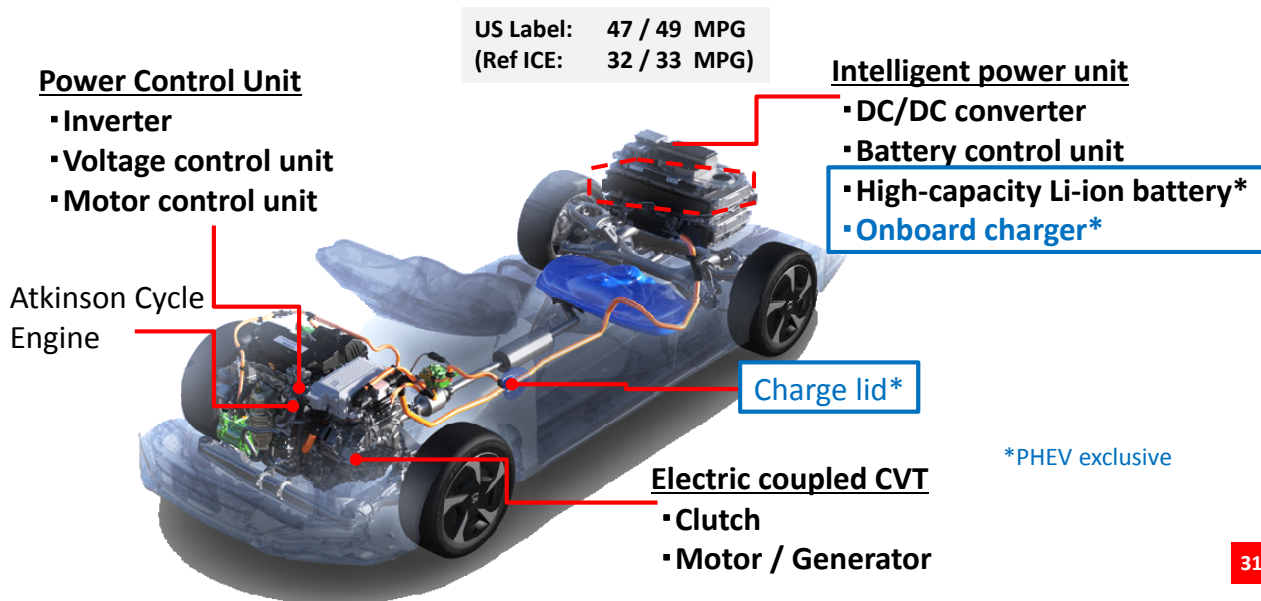 US Label: 47 / 49 MPG
(Ref ICE: 32 / 33 MPG)
Power Control Unit
・Inverter
・Voltage control unit
・Motor control unit
Intelligent power unit
・DC/DC converter
・Battery control unit
・High-capacity Li-ion battery*
・Onboard charger*
Atkinson Cycle
Engine
Charge lid*
*PHEV exclusive
Electric coupled CVT
・Clutch
・Motor / Generator
31